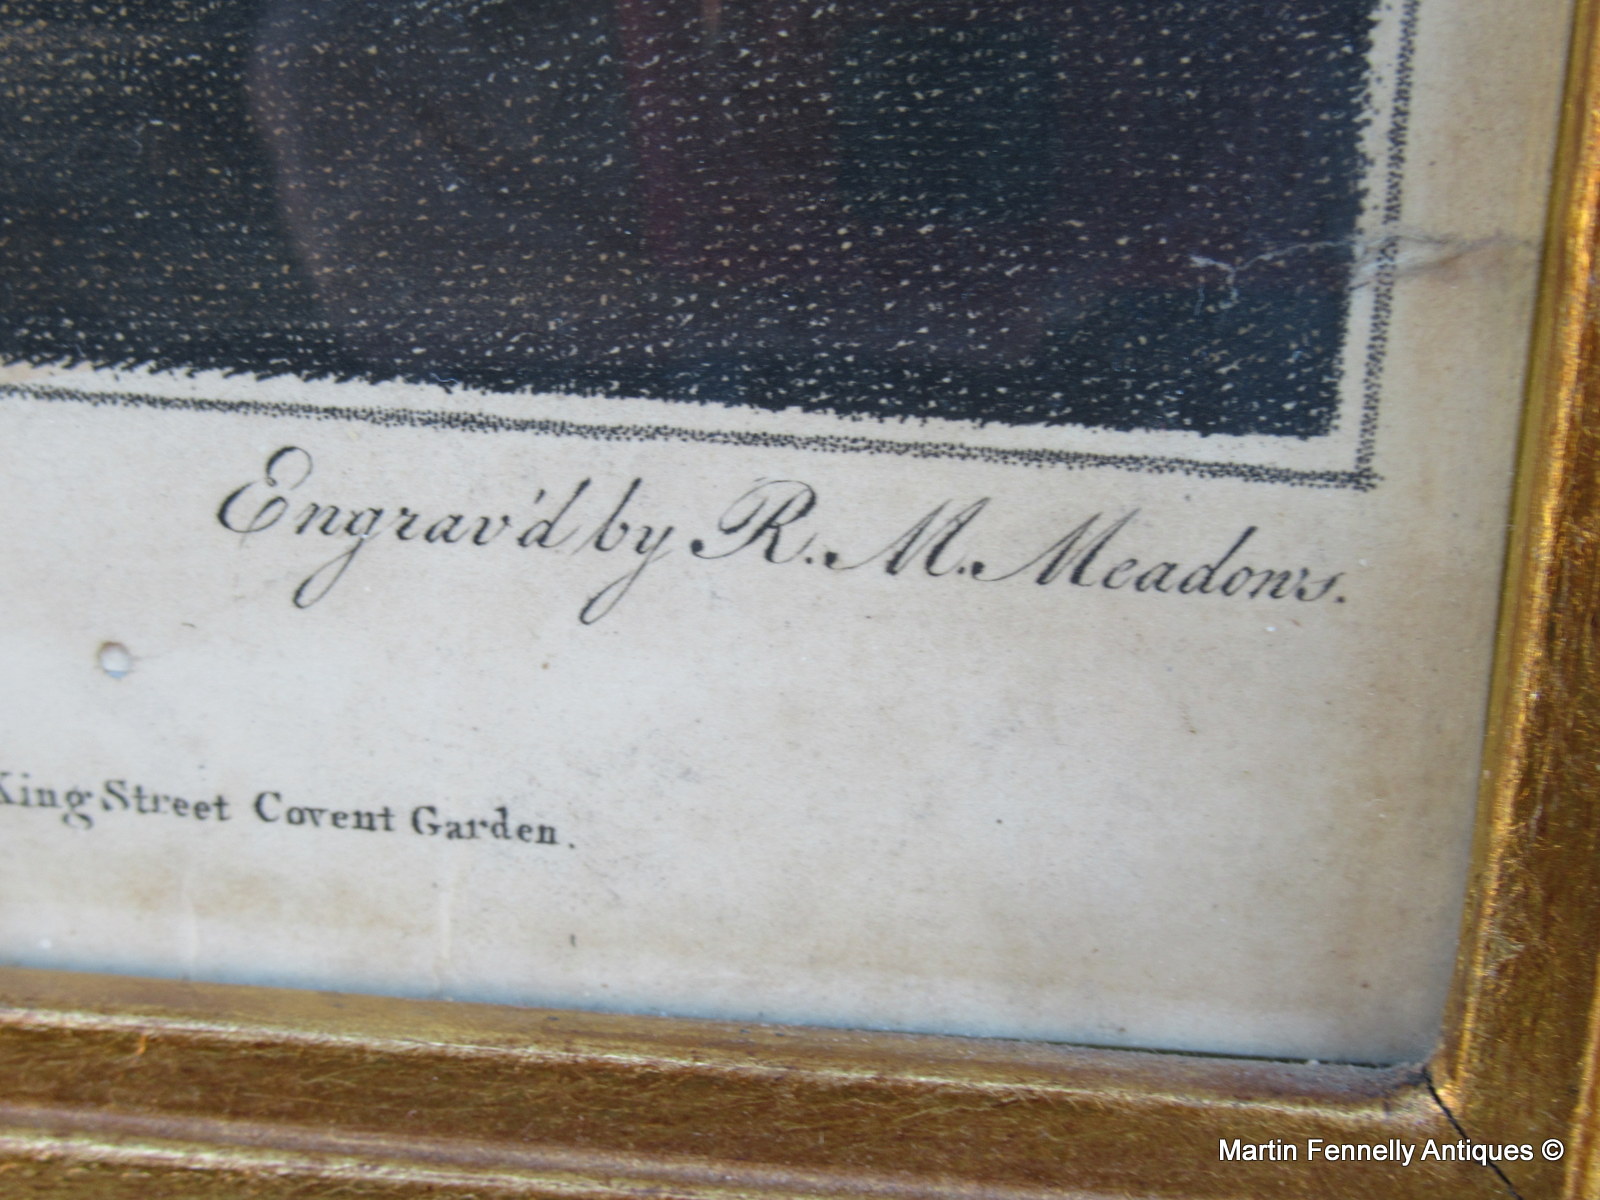 Engrav'd by R. M. Meadows.
King Street Covent Garden.
Martin Fennelly Antiques ©